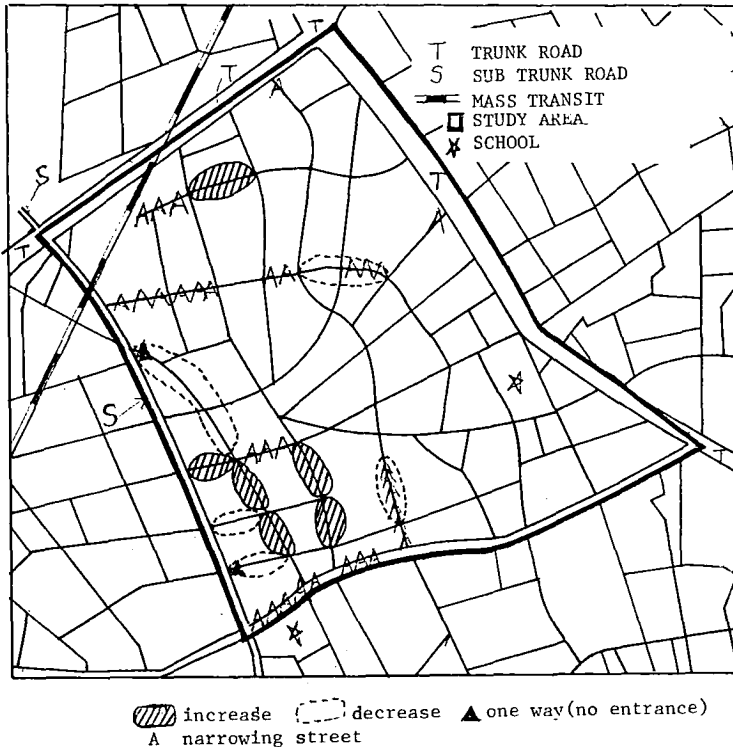 T TRUNK ROAD
S SUB TRUNK ROAD
MASS TRANSIT
STUDY AREA
SCHOOL
T
T
A
S
T
T
A
A A A
A A A A A A
A A
A A A
S
A A A
A A A
A A A A A
T
increase decrease one way(no entrance)
A narrowing street